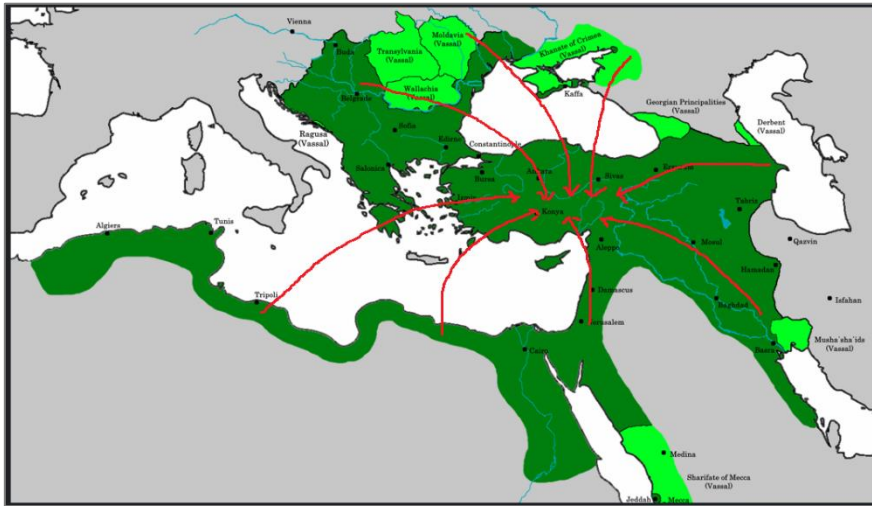 Vienna
Buda
Transylvania
(Vassal)
Moldavia
(Vassal)
Khanate of Crimea
(Vassal)
Wallachia
(Vassal)
Belgrade
Kaffa
Georgian Principalities
(Vassal)
Derbent
(Vassal)
Ragusa
(Vassal)
Sofia
Edirne
Constantinople
Salonica
Bursa
Ankara
Sivas
Erzurum
Tabriz
Konya
Algiers
Tunis
Aleppo
Mosul
Qazvin
Hamadan
Tripoli
Damascus
Baghdad
Isfahan
Jerusalem
Musha'sha'ids
(Vassal)
Basra
Cairo
Medina
Sharifate of Mecca
(Vassal)
Jeddah
Mecca